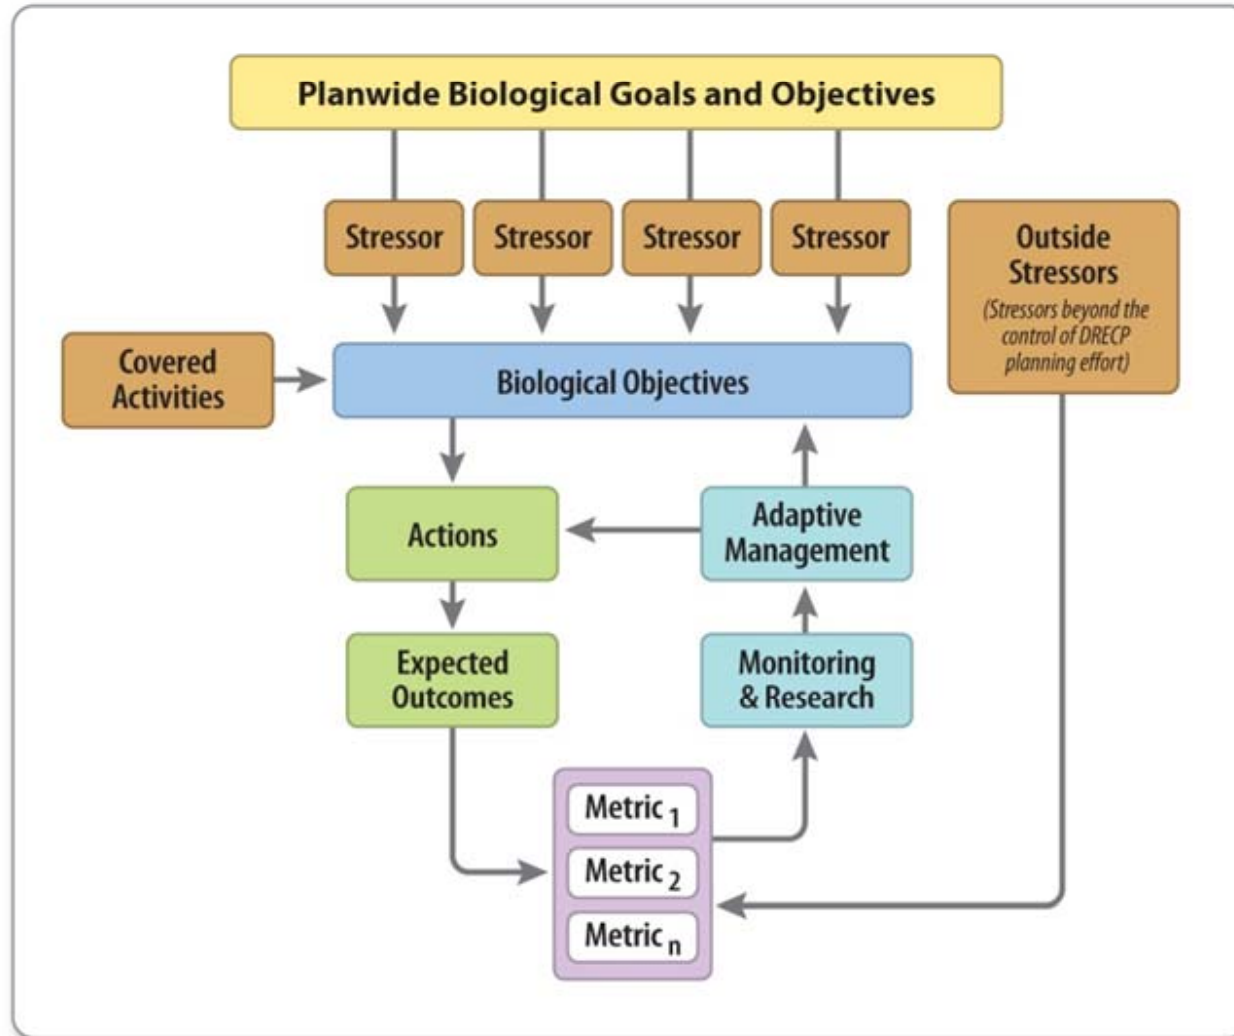 Planwide Biological Goals and Objectives
Stressor
Stressor
Stressor
Stressor
Outside
Stressors
(Stressors beyond the
control of DRECP
planning effort)
Covered
Activities
Biological Objectives
Actions
Adaptive
Management
Expected
Outcomes
Monitoring
& Research
Metric 1
Metric 2
Metric n